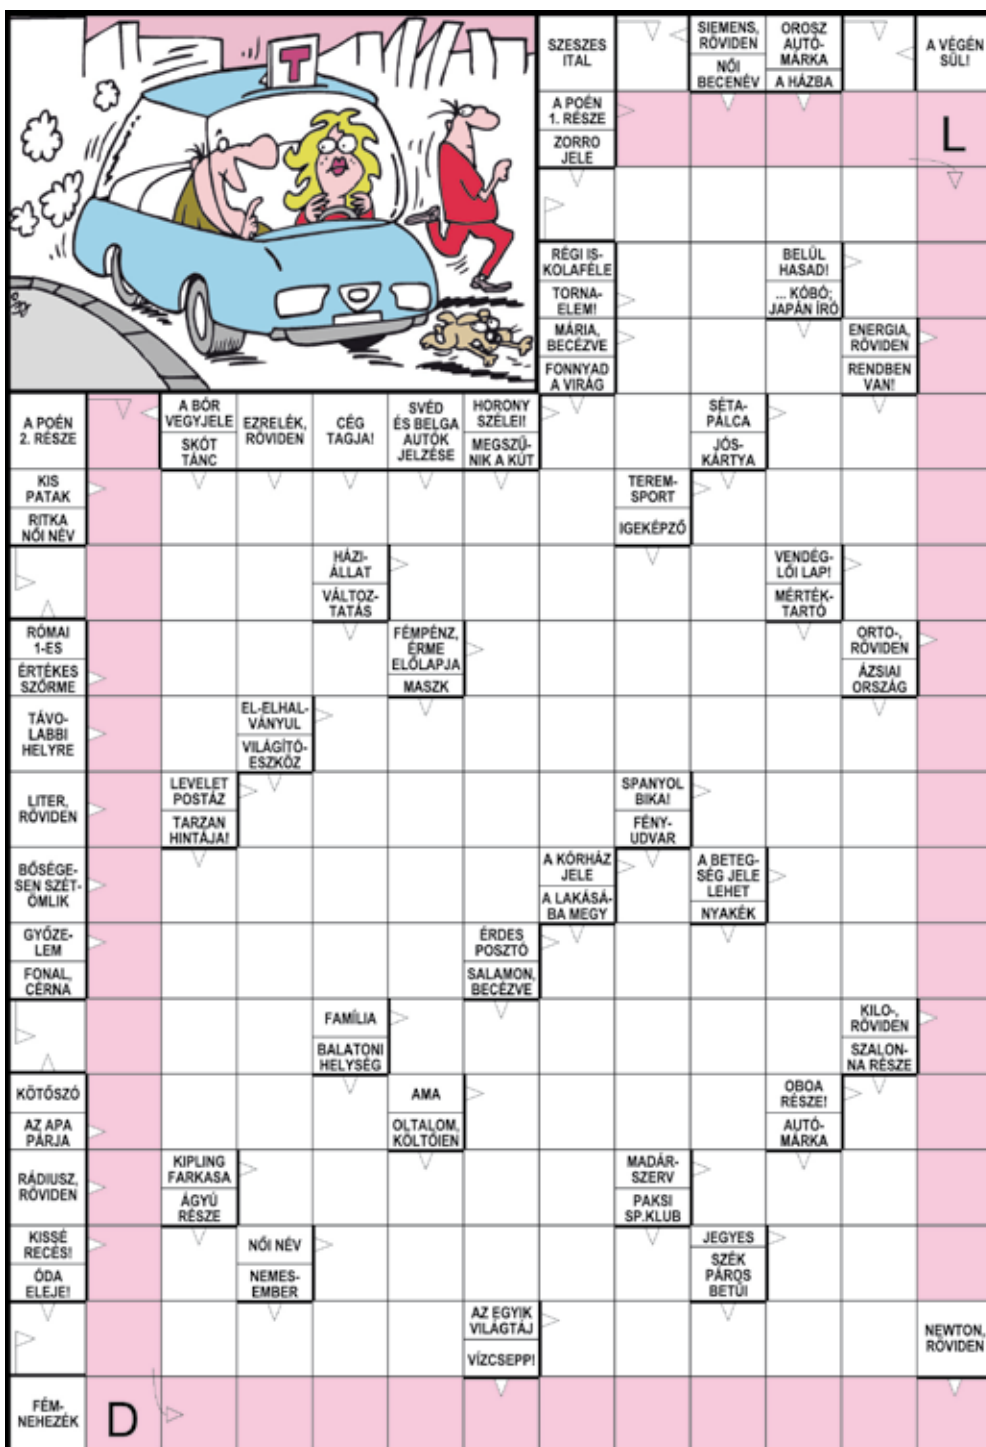 T
SZESZES
ITAL
SIEMENS,
RÖVIDEN
NŐI
BECENÉV
OROSZ
AUTÓ-
MÁRKA
A HÁZBA
A VÉGÉN
SÜL!
A POÉN
1. RÉSZE
ZORRO
JELE
L
RÉGI IS-
KOLAFÉLE
TORNA-
ELEM!
BELÜL
HASAD!
... KÓBÓ;
JAPÁN ÍRÓ
MÁRIA,
BECÉZVE
FONNYAD
A VIRÁG
ENERGIA,
RÖVIDEN
RENDBEN
VAN!
A POÉN
2. RÉSZE
A BÓR
VEGYJELE
SKÓT
TÁNC
EZRELÉK,
RÖVIDEN
CÉG
TAGJA!
SVÉD
ÉS BELGA
AUTÓK
JELZÉSE
HORONY
SZÉLEI!
MEGSZŰ-
NIK A KÚT
SÉTA-
PÁLCA
JÓS-
KÁRTYA
KIS
PATAK
RITKA
NŐI NÉV
TEREM-
SPORT
IGEKÉPZŐ
HÁZI-
ÁLLAT
VÁLTOZ-
TATÁS
VENDÉG-
LŐI LAP!
MÉRTÉK-
TARTÓ
RÓMAI
1-ES
ÉRTÉKES
SZŐRME
FÉMPÉNZ,
ÉRME
ELŐLAPJA
MASZK
ORTO-,
RÖVIDEN
ÁZSIAI
ORSZÁG
TÁVO-
LABBI
HELYRE
EL-ELHAL-
VÁNYUL
VILÁGÍTÓ-
ESZKÖZ
LITER,
RÖVIDEN
LEVELET
POSTÁZ
TARZAN
HINTÁJA!
SPANYOL
BIKA!
FÉNY-
UDVAR
BŐSÉGE-
SEN SZÉT-
ÖMLIK
A KÓRHÁZ
JELE
A LAKÁSÁ-
BA MEGY
A BETEG-
SÉG JELE
LEHET
NYAKÉK
GYŐZE-
LEM
FONAL,
CÉRNA
ÉRDES
POSZTÓ
SALAMON,
BECÉZVE
FAMÍLIA
BALATONI
HELYSÉG
KILO-,
RÖVIDEN
SZALON-
NA RÉSZE
KÖTŐSZÓ
AZ APA
PÁRJA
AMA
OLTALOM,
KÖLTŐIEN
OBOA
RÉSZE!
AUTÓ-
MÁRKA
RÁDIUSZ,
RÖVIDEN
KIPLING
FARKASA
ÁGYÚ
RÉSZE
MADÁR-
SZERV
PAKSI
SP.KLUB
KISSÉ
RECÉS!
ÓDA
ELEJE!
NŐI NÉV
NEMES-
EMBER
JEGYES
SZÉK
PÁROS
BETŰI
AZ EGYIK
VILÁGTÁJ
VÍZCSEPP!
NEWTON,
RÖVIDEN
FÉM-
NEHEZÉK
D